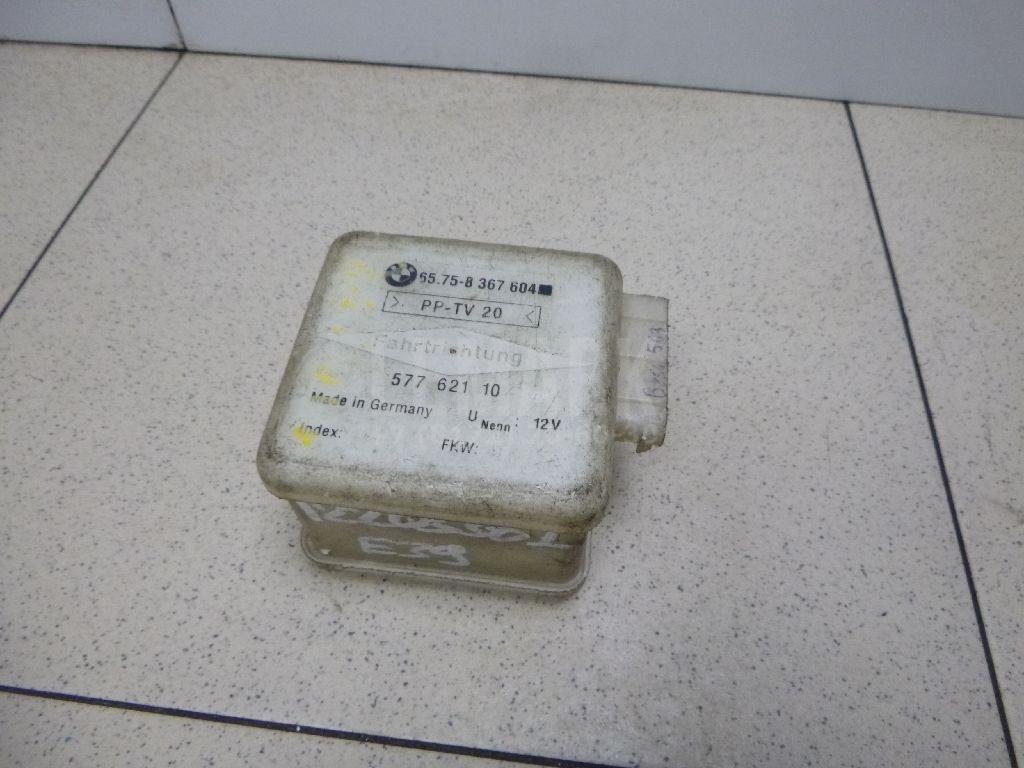 65.75-8 367 604
>. PP-TV 20 <
Fahrtrichtung
577 621 10
Made in Germany U Nenn: 12V
Index: FKW:
E39